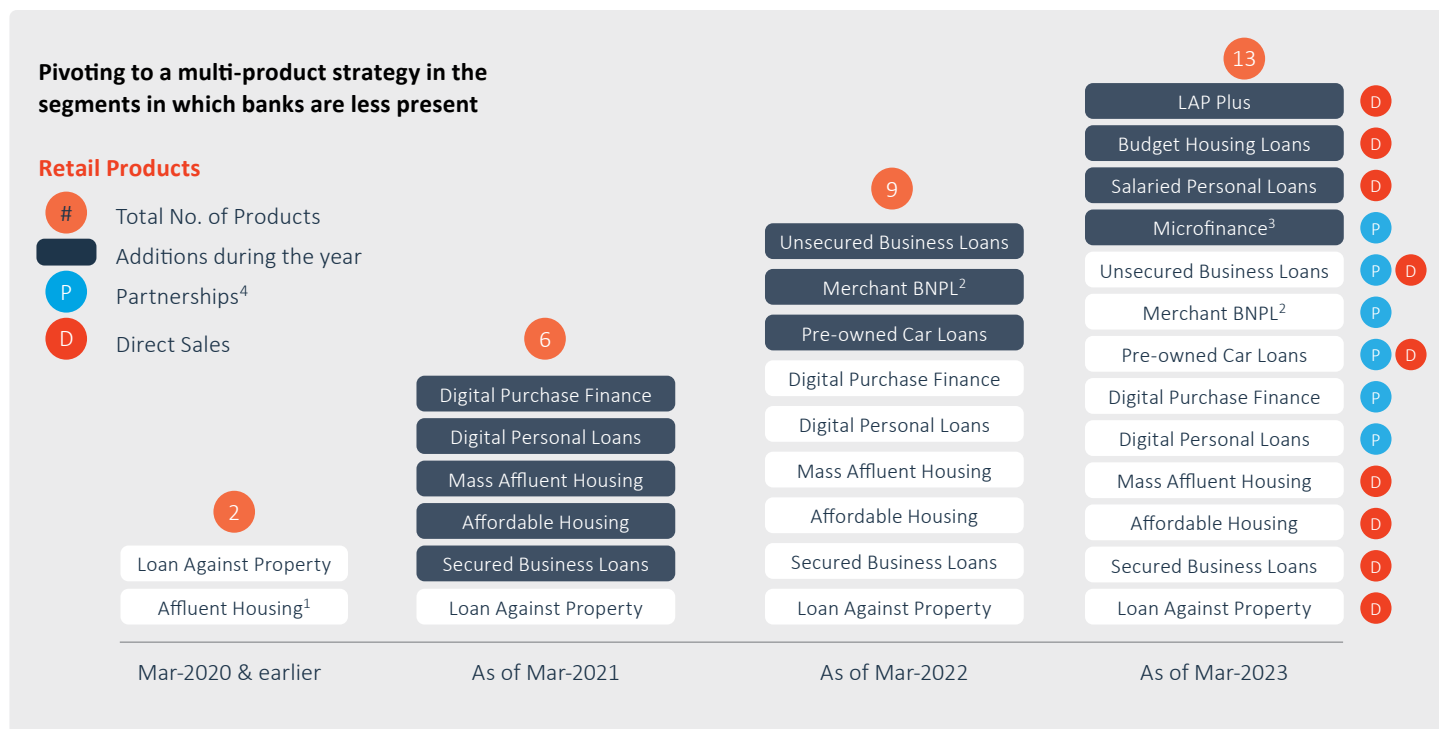 Pivoting to a multi-product strategy in the
segments in which banks are less present
Retail Products
# Total No. of Products
Additions during the year
P Partnerships4
D Direct Sales
2
Loan Against Property
Affluent Housing1
Mar-2020 & earlier
6
Digital Purchase Finance
Digital Personal Loans
Mass Affluent Housing
Affordable Housing
Secured Business Loans
Loan Against Property
As of Mar-2021
9
Unsecured Business Loans
Merchant BNPL2
Pre-owned Car Loans
Digital Purchase Finance
Digital Personal Loans
Mass Affluent Housing
Affordable Housing
Secured Business Loans
Loan Against Property
As of Mar-2022
13
LAP Plus D
Budget Housing Loans D
Salaried Personal Loans D
Microfinance3 P
Unsecured Business Loans P D
Merchant BNPL2 P
Pre-owned Car Loans P D
Digital Purchase Finance P
Digital Personal Loans P
Mass Affluent Housing D
Affordable Housing D
Secured Business Loans D
Loan Against Property D
As of Mar-2023